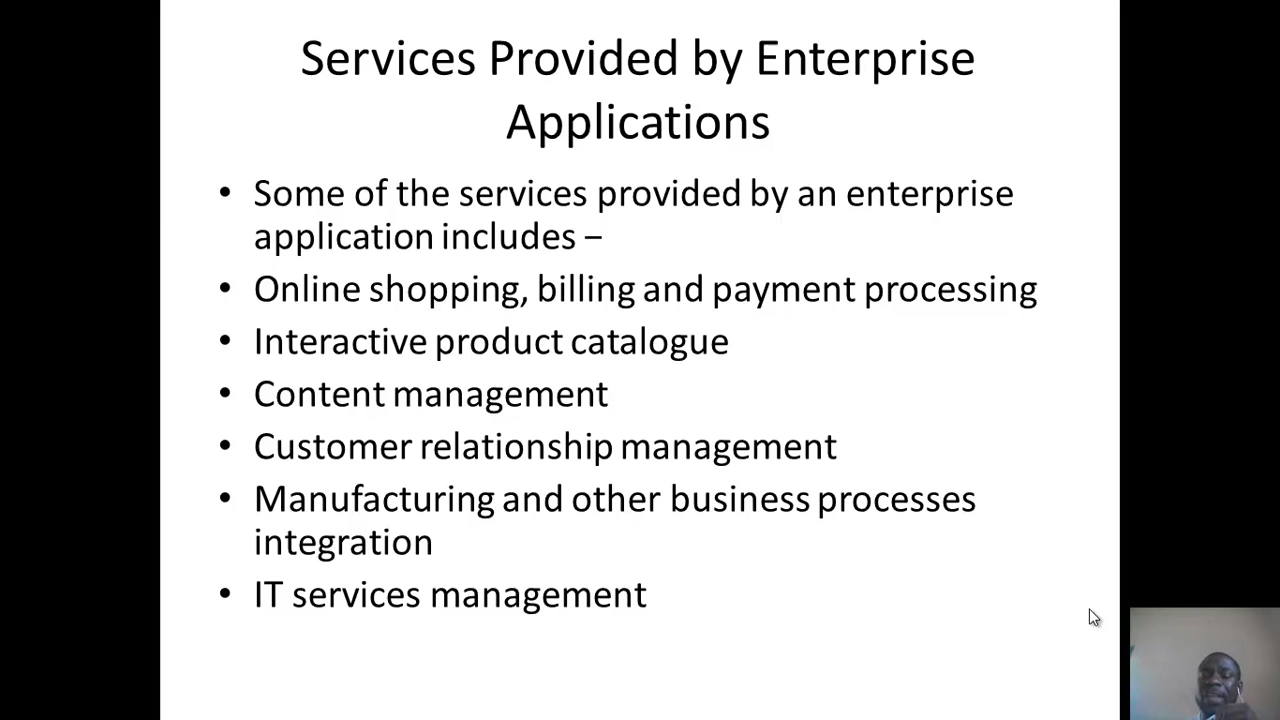 Services Provided by Enterprise
Applications
• Some of the services provided by an enterprise
application includes –
• Online shopping, billing and payment processing
• Interactive product catalogue
• Content management
• Customer relationship management
• Manufacturing and other business processes
integration
• IT services management